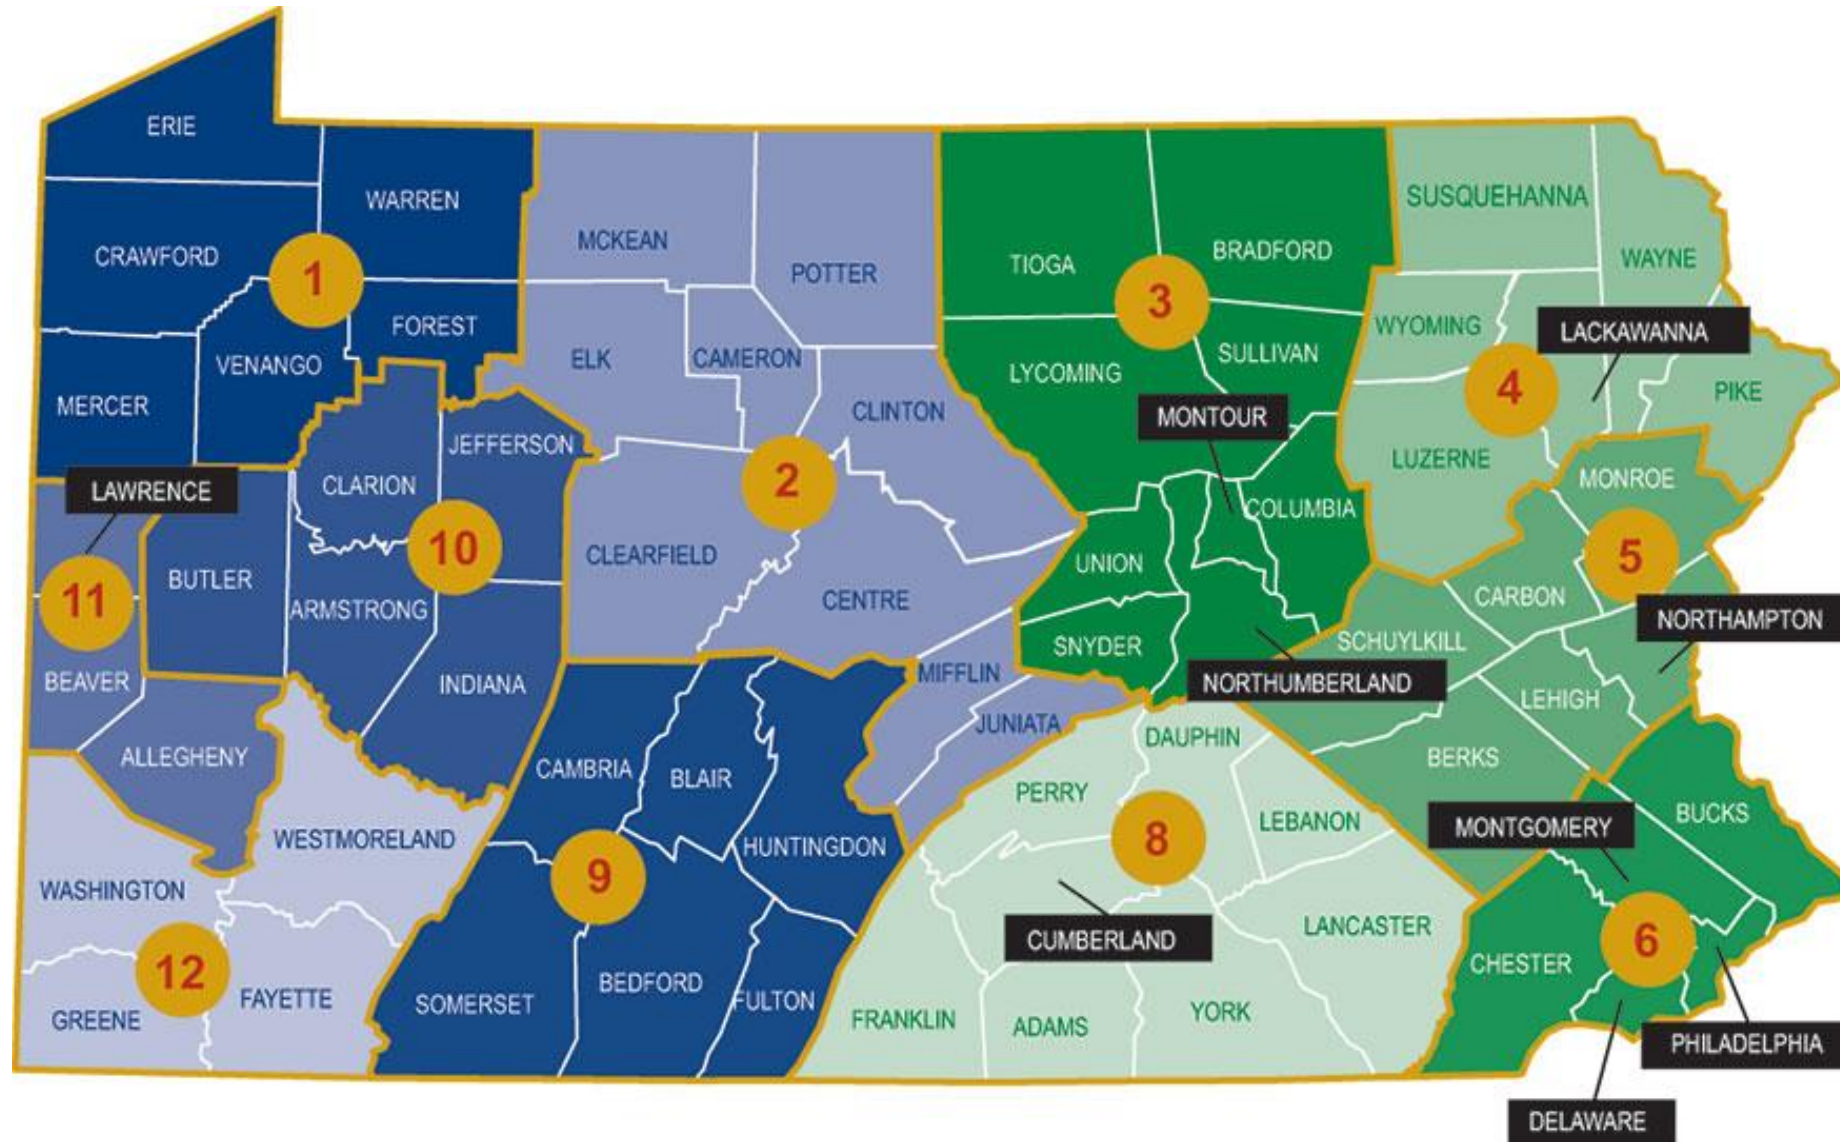 ERIE
WARREN
CRAWFORD
1
FOREST
VENANGO
MERCER
MCKEAN
POTTER
ELK
CAMERON
CLINTON
2
CLEARFIELD
CENTRE
MIFFLIN
JUNIATA
TIOGA
BRADFORD
3
LYCOMING
SULLIVAN
MONTOUR
COLUMBIA
UNION
SNYDER
NORTHUMBERLAND
SUSQUEHANNA
WAYNE
WYOMING
LACKAWANNA
4
PIKE
LUZERNE
MONROE
5
CARBON
NORTHAMPTON
SCHUYLKILL
LEHIGH
BERKS
LAWRENCE
11
BEAVER
ALLEGHENY
JEFFERSON
CLARION
10
BUTLER
ARMSTRONG
INDIANA
WESTMORELAND
WASHINGTON
12
GREENE
FAYETTE
CAMBRIA
BLAIR
HUNTINGDON
9
SOMERSET
BEDFORD
FULTON
DAUPHIN
PERRY
LEBANON
8
CUMBERLAND
LANCASTER
FRANKLIN
ADAMS
YORK
BUCKS
MONTGOMERY
6
CHESTER
PHILADELPHIA
DELAWARE